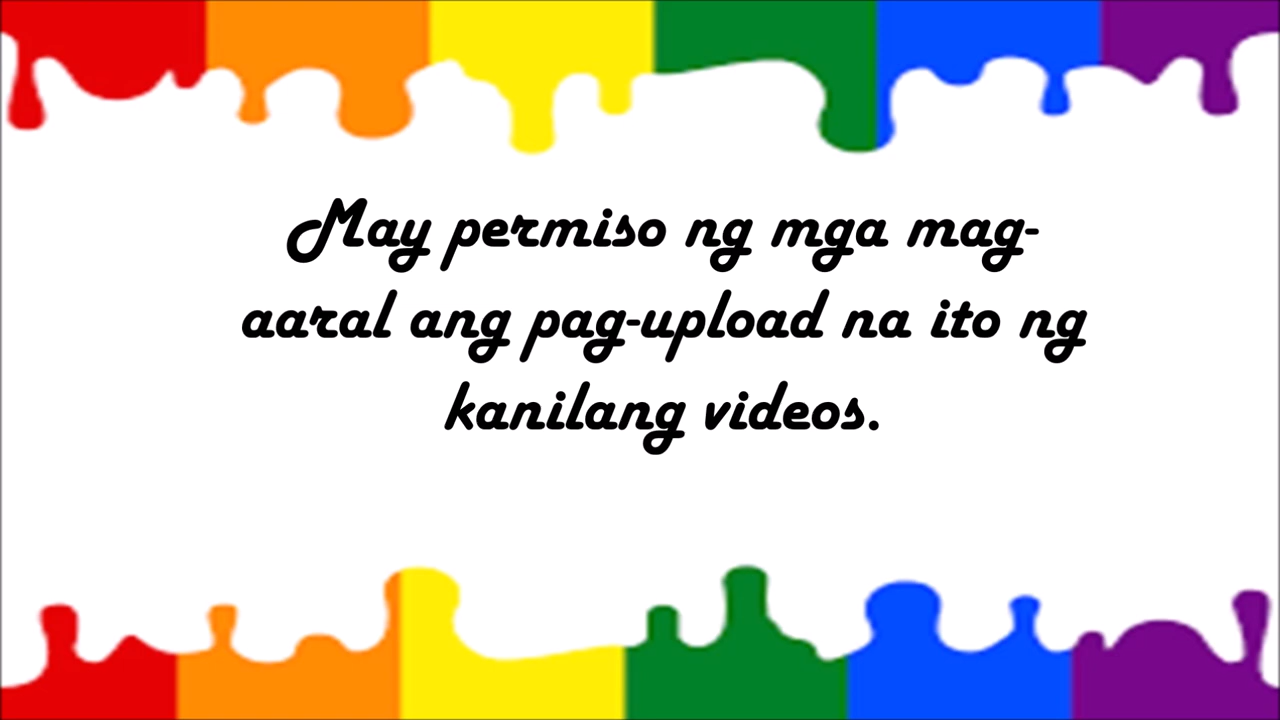 May permiso ng mga mag-
aaral ang pag-upload na ito ng
kanilang videos.